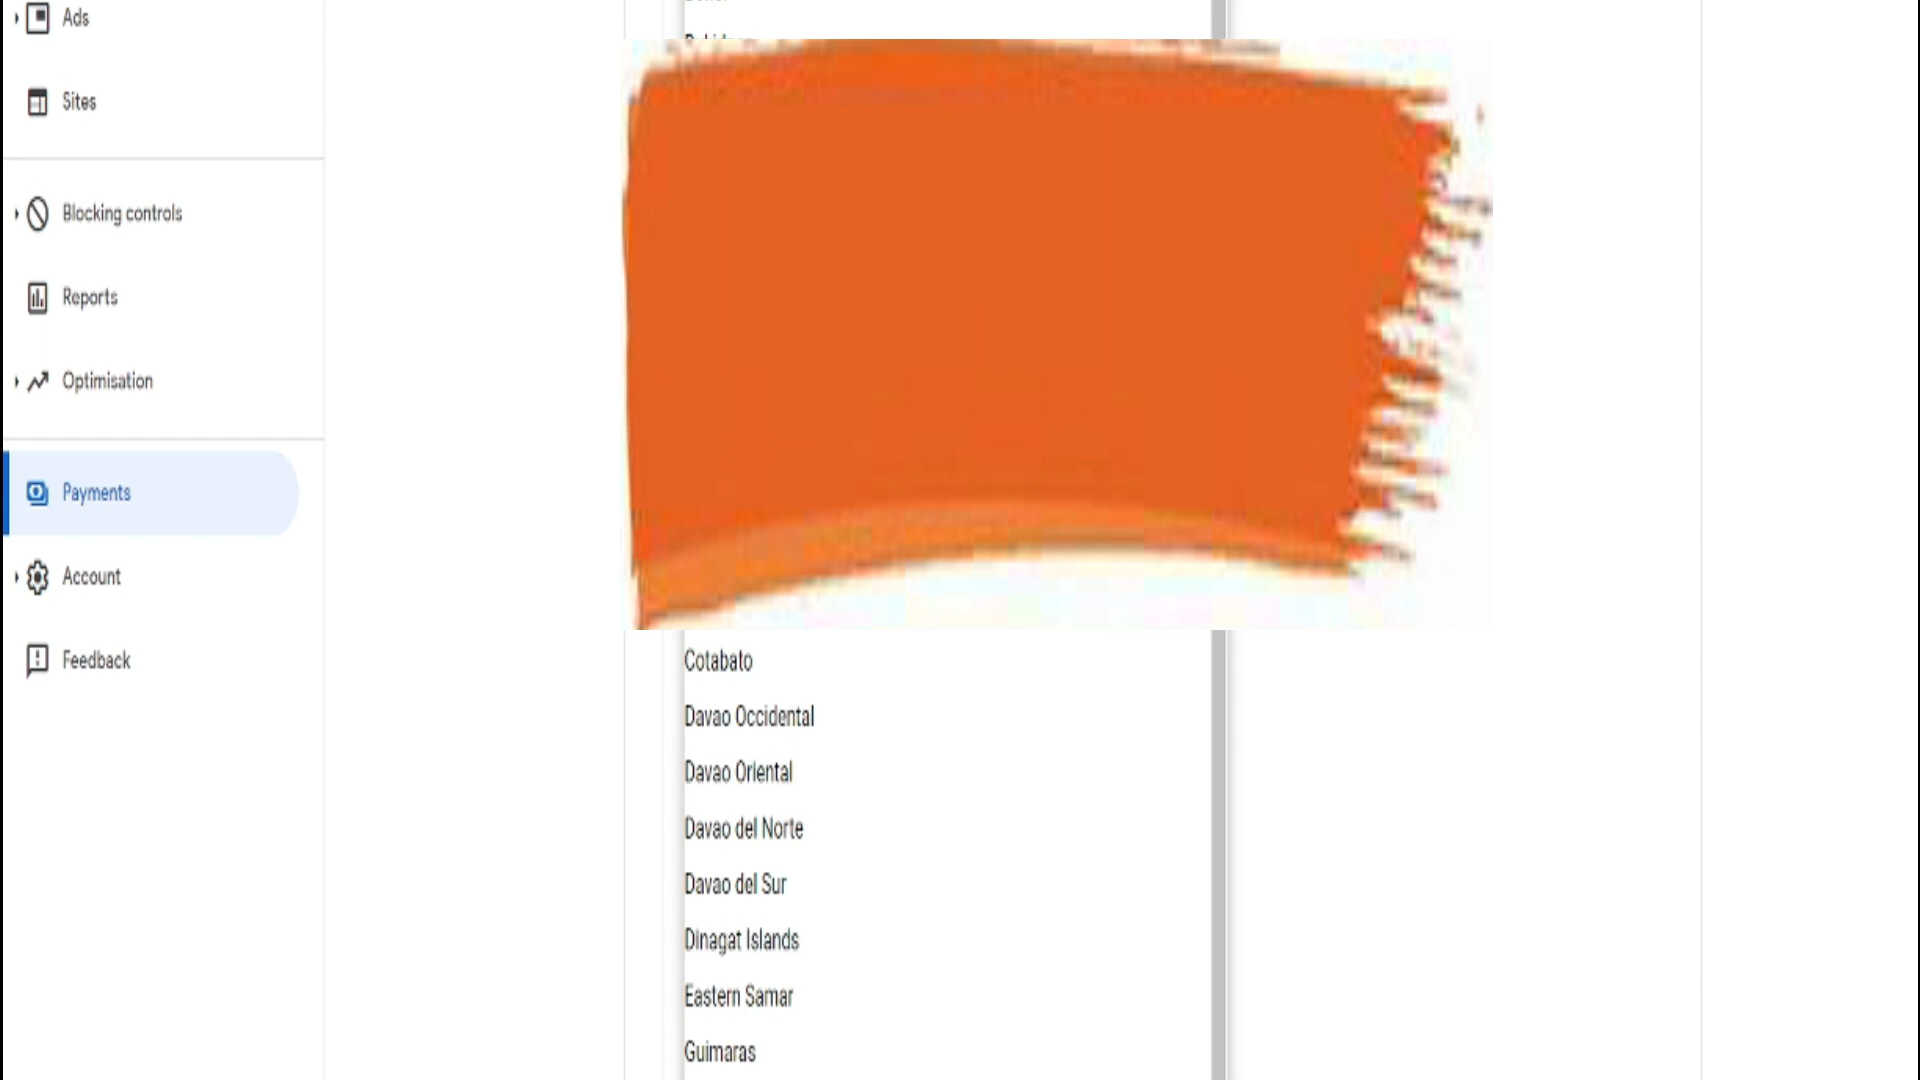 Ads
Sites
Blocking controls
Reports
Optimisation
Payments
Account
Feedback
Cotabato
Davao Occidental
Davao Oriental
Davao del Norte
Davao del Sur
Dinagat Islands
Eastern Samar
Guimaras